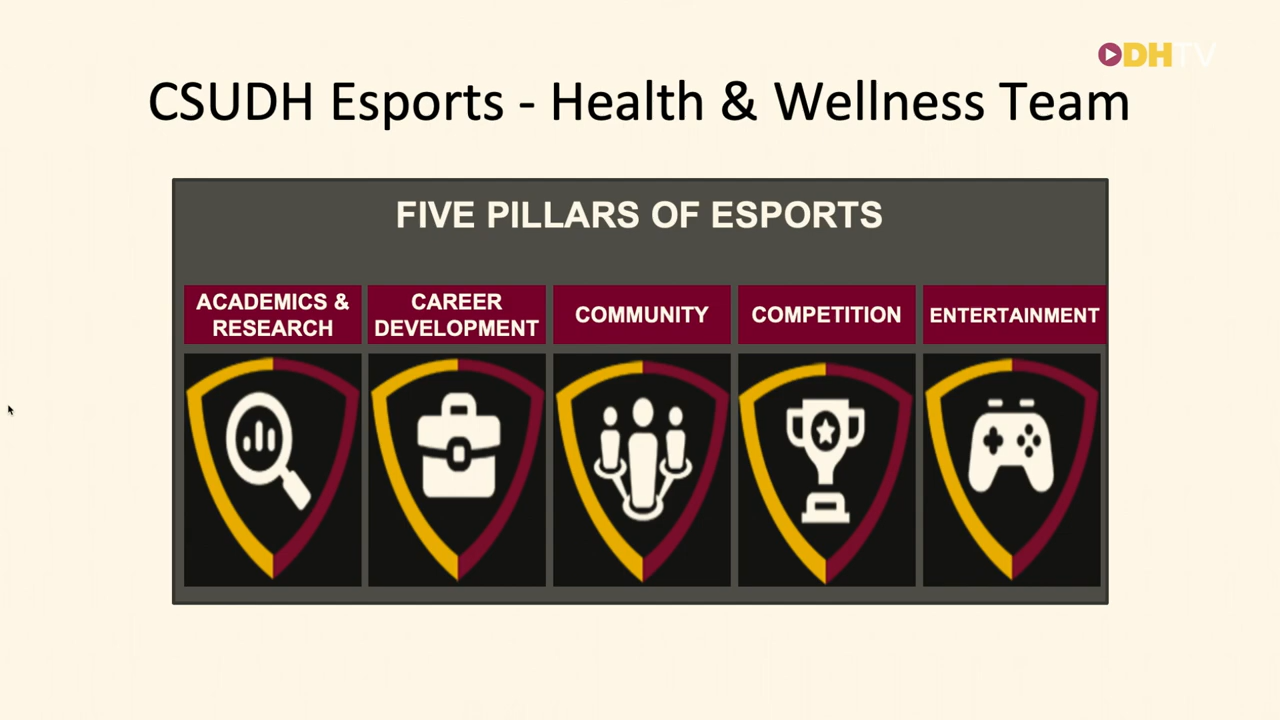 DHTV
CSUDH Esports - Health & Wellness Team
FIVE PILLARS OF ESPORTS
ACADEMICS &
RESEARCH
CAREER
DEVELOPMENT
COMMUNITY
COMPETITION
ENTERTAINMENT